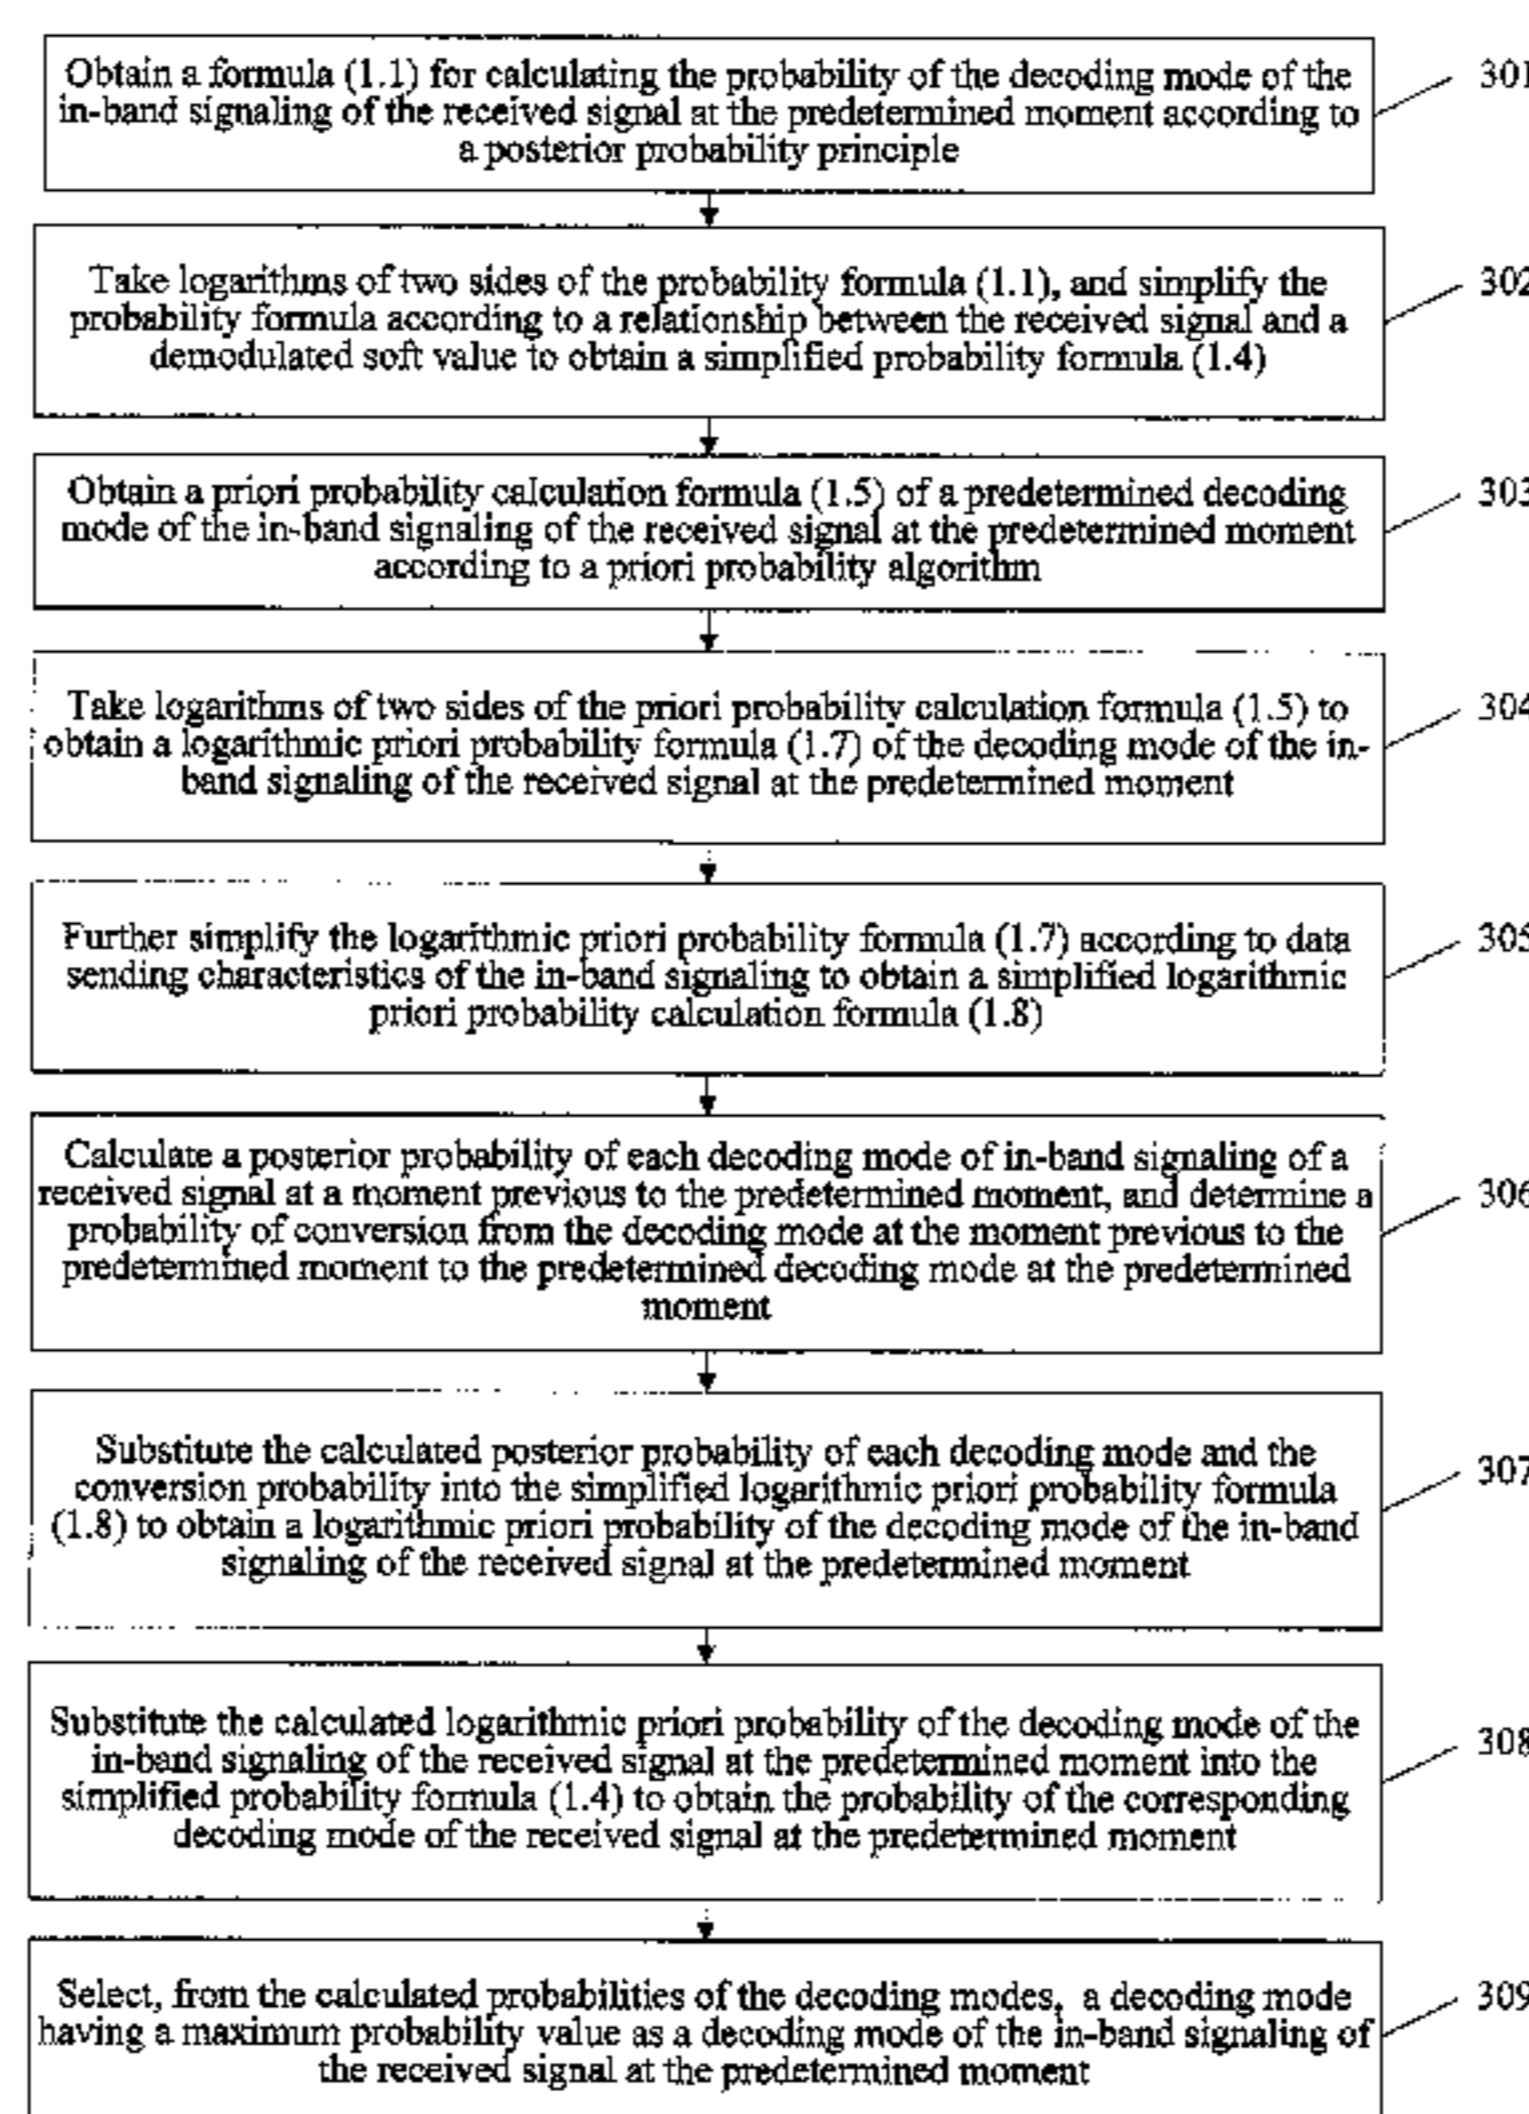 Obtain a formula (1.1) for calculating the probability of the decoding mode of the
in-band signaling of the received signal at the predetermined moment according to
a posterior probability principle
301
Take logarithms of two sides of the probability formula (1.1), and simplify the
probability formula according to a relationship between the received signal and a
demodulated soft value to obtain a simplified probability formula (1.4)
302
Obtain a priori probability calculation formula (1.5) of a predetermined decoding
mode of the in-band signaling of the received signal at the predetermined moment
according to a priori probability algorithm
303
Take logarithms of two sides of the priori probability calculation formula (1.5) to
obtain a logarithmic priori probability formula (1.7) of the decoding mode of the in-
band signaling of the received signal at the predetermined moment
304
Further simplify the logarithmic priori probability formula (1.7) according to data
sending characteristics of the in-band signaling to obtain a simplified logarithmic
priori probability calculation formula (1.8)
305
Calculate a posterior probability of each decoding mode of in-band signaling of a
received signal at a moment previous to the predetermined moment, and determine a
probability of conversion from the decoding mode at the moment previous to the
predetermined moment to the predetermined decoding mode at the predetermined
moment
306
Substitute the calculated posterior probability of each decoding mode and the
conversion probability into the simplified logarithmic priori probability formula
(1.8) to obtain a logarithmic priori probability of the decoding mode of the in-band
signaling of the received signal at the predetermined moment
307
Substitute the calculated logarithmic priori probability of the decoding mode of the
in-band signaling of the received signal at the predetermined moment into the
simplified probability formula (1.4) to obtain the probability of the corresponding
decoding mode of the received signal at the predetermined moment
308
Select, from the calculated probabilities of the decoding modes, a decoding mode
having a maximum probability value as a decoding mode of the in-band signaling of
the received signal at the predetermined moment
309